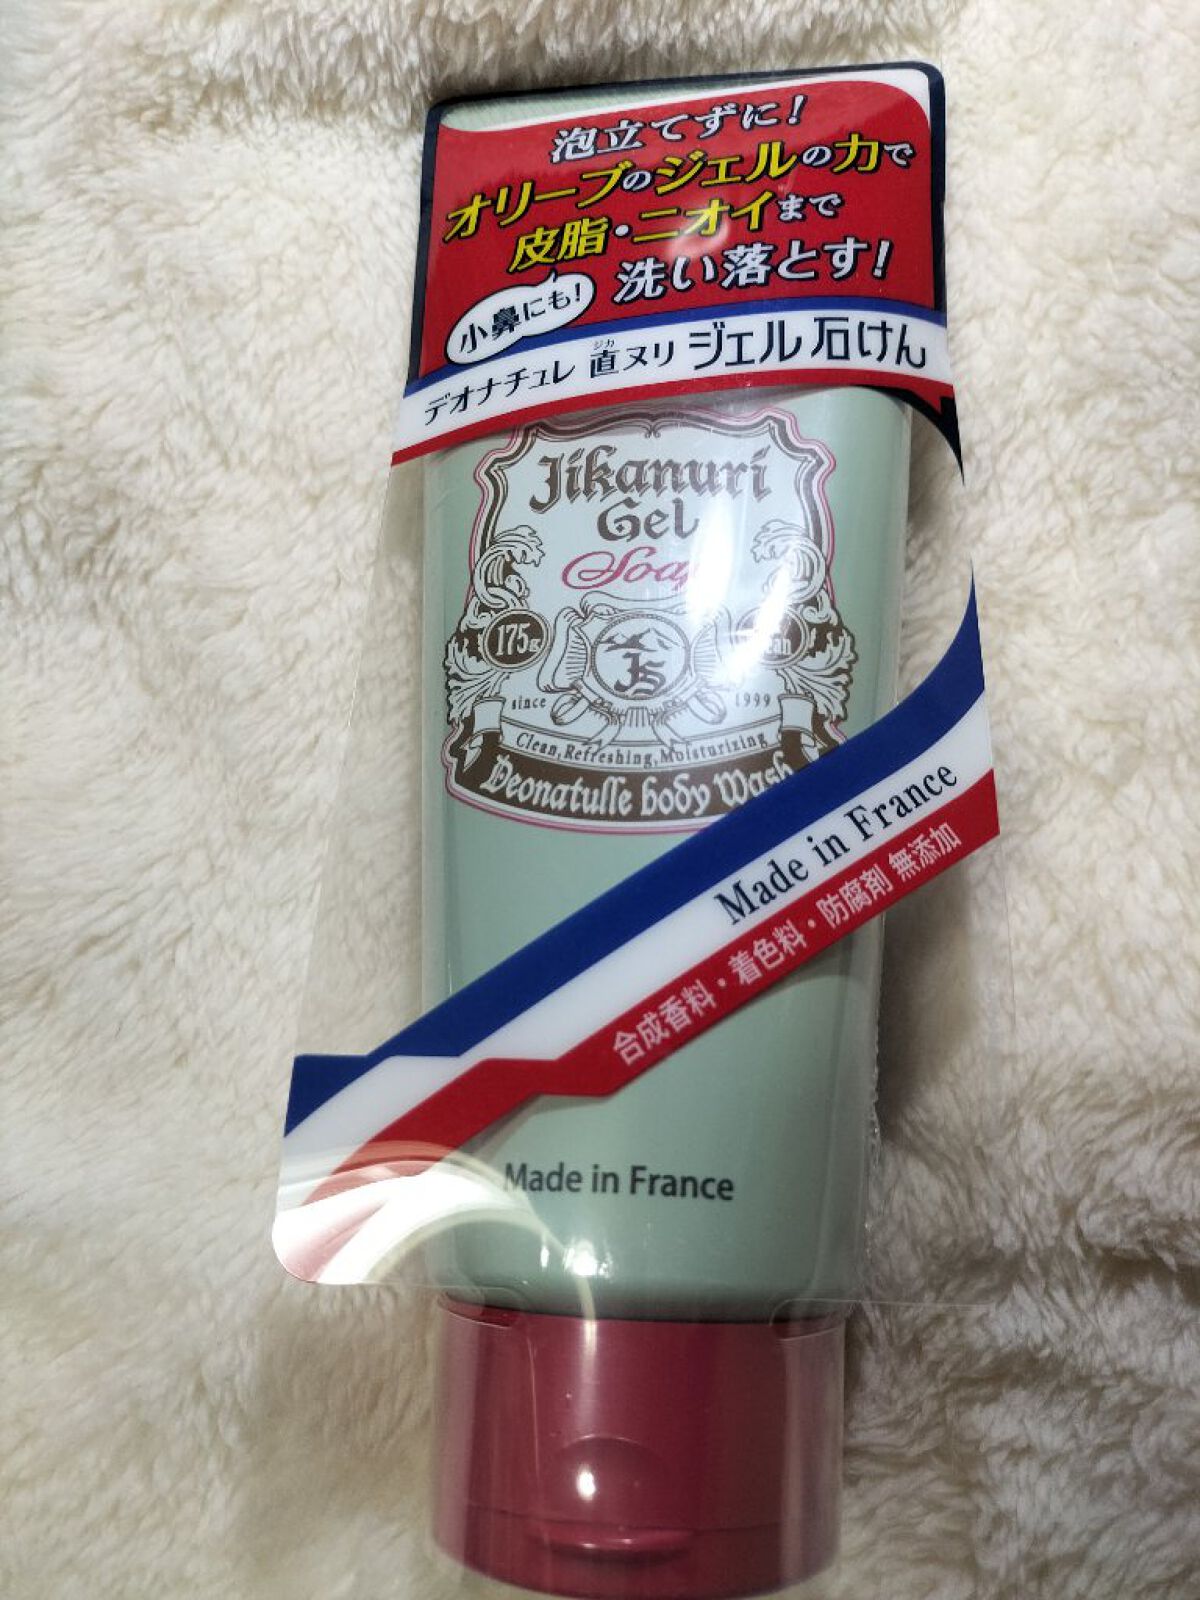 泡立てずに!
オリーブのジェルの力で
皮脂・ニオイまで
洗い落とす!
小鼻にも!
ジカ
デオナチュレ 直ヌリ ジェル石けん
Jikanuri
Gel
Soap
175g
JS
since 1999
Clean,Refreshing,Moisturizing
Deonatulle body Wash
Made in France
合成香料・着色料・防腐剤 無添加
Made in France